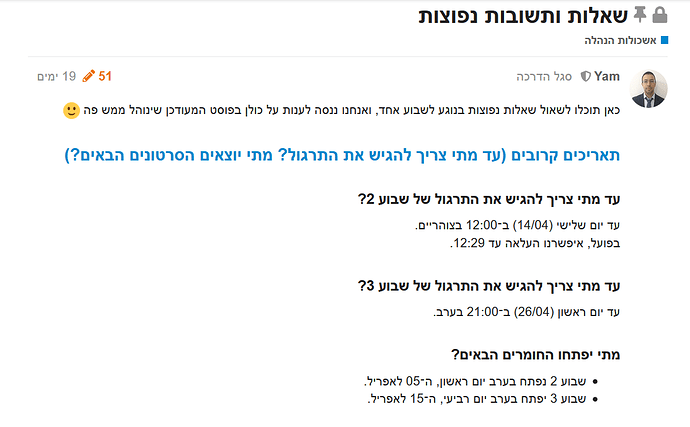 שאלות ותשובות נפוצות
אשכולות הנהלה
Yam סגל הדרכה 51 19 ימים
כאן תוכלו לשאול שאלות נפוצות בנוגע לשבוע אחד, ואנחנו ננסה לענות על כולן בפוסט המעודכן שינוהל ממש פה 🙂
תאריכים קרובים (עד מתי צריך להגיש את התרגול? מתי יוצאים הסרטונים הבאים?)
עד מתי צריך להגיש את התרגול של שבוע 2?
עד יום שלישי (14/04) ב־12:00 בצוהריים.
בפועל, איפשרנו העלאה עד 12:29.
עד מתי צריך להגיש את התרגול של שבוע 3?
עד יום ראשון (26/04) ב־21:00 בערב.
מתי יפתחו החומרים הבאים?
• שבוע 2 נפתח בערב יום ראשון, ה־05 לאפריל.
• שבוע 3 יפתח בערב יום רביעי, ה־15 לאפריל.